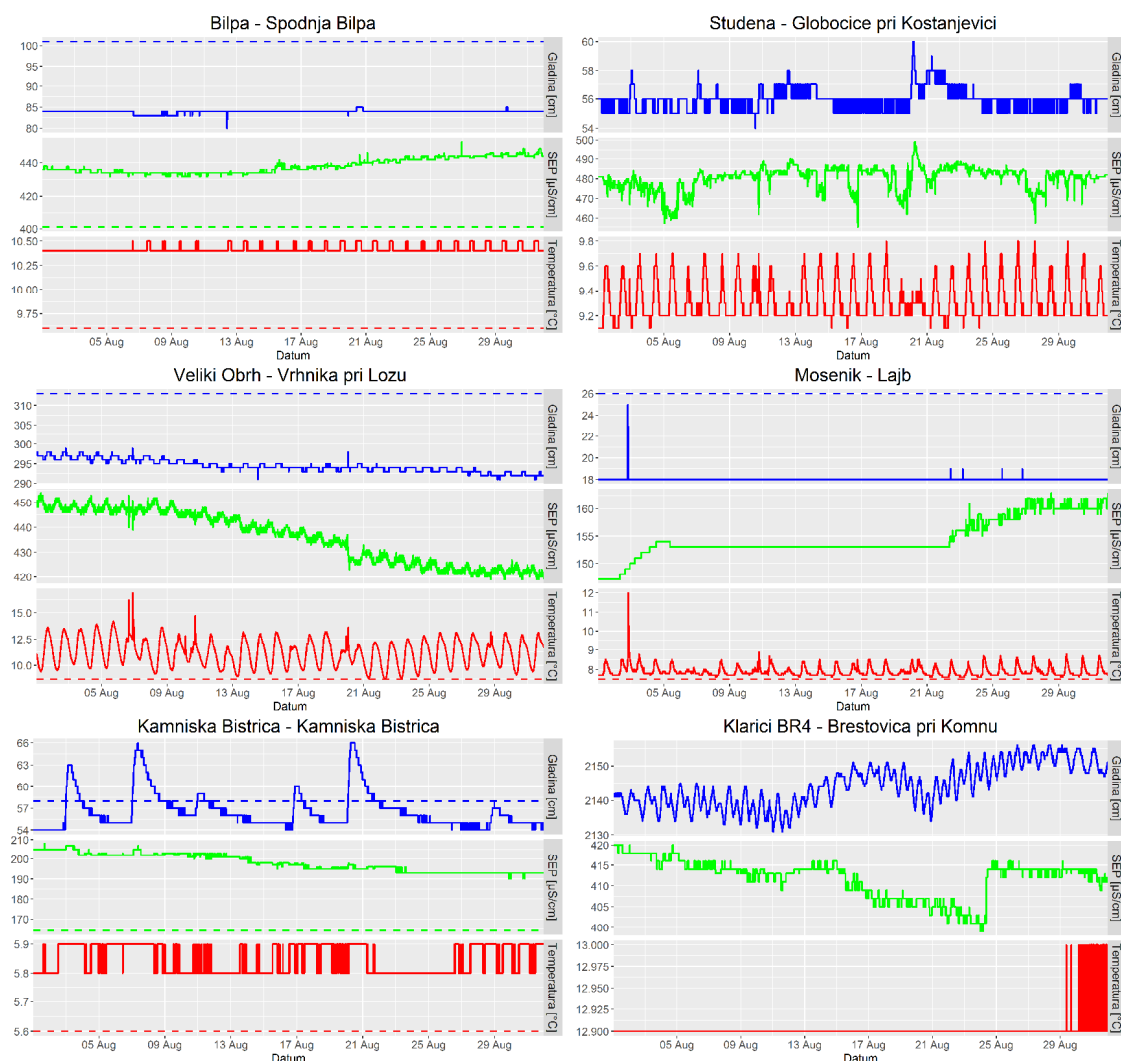 Bilpa - Spodnja Bilpa
100
95
90
85
80
Gladina [cm]
440
420
400
SEP [µS/cm]
10.50
10.25
10.00
9.75
Temperatura [°C]
05 Aug 09 Aug 13 Aug 17 Aug 21 Aug 25 Aug 29 Aug
Datum
Studena - Globocice pri Kostanjevici
60
58
56
54
Gladina [cm]
500
490
480
470
460
SEP [µS/cm]
9.8
9.6
9.4
9.2
Temperatura [°C]
05 Aug 09 Aug 13 Aug 17 Aug 21 Aug 25 Aug 29 Aug
Datum
Veliki Obrh - Vrhnika pri Lozu
310
305
300
295
290
Gladina [cm]
450
440
430
420
SEP [µS/cm]
15.0
12.5
10.0
Temperatura [°C]
05 Aug 09 Aug 13 Aug 17 Aug 21 Aug 25 Aug 29 Aug
Datum
Mosenik - Lajb
26
24
22
20
18
Gladina [cm]
160
155
150
SEP [µS/cm]
12
11
10
9
8
Temperatura [°C]
05 Aug 09 Aug 13 Aug 17 Aug 21 Aug 25 Aug 29 Aug
Datum
Kamniska Bistrica - Kamniska Bistrica
66
63
60
57
54
Gladina [cm]
210
200
190
180
170
SEP [µS/cm]
5.9
5.8
5.7
5.6
Temperatura [°C]
05 Aug 09 Aug 13 Aug 17 Aug 21 Aug 25 Aug 29 Aug
Datum
Klarici BR4 - Brestovica pri Komnu
2150
2140
2130
Gladina [cm]
420
415
410
405
400
SEP [µS/cm]
13.000
12.975
12.950
12.925
12.900
Temperatura [°C]
05 Aug 09 Aug 13 Aug 17 Aug 21 Aug 25 Aug 29 Aug
Datum